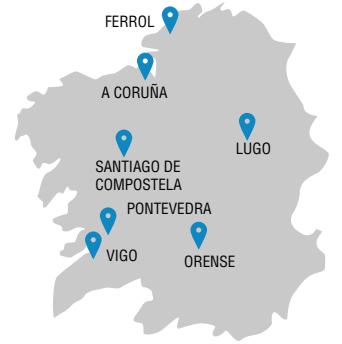 FERROL
A CORUÑA
LUGO
SANTIAGO DE
COMPOSTELA
PONTEVEDRA
VIGO
ORENSE